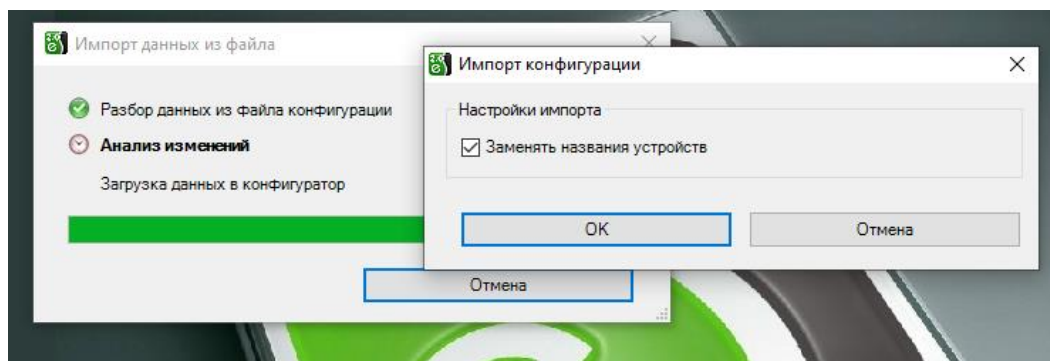 Импорт данных из файла
Разбор данных из файла конфигурации
Анализ изменений
Загрузка данных в конфигуратор
Отмена
Импорт конфигурации
Настройки импорта
Заменять названия устройств
OK
Отмена